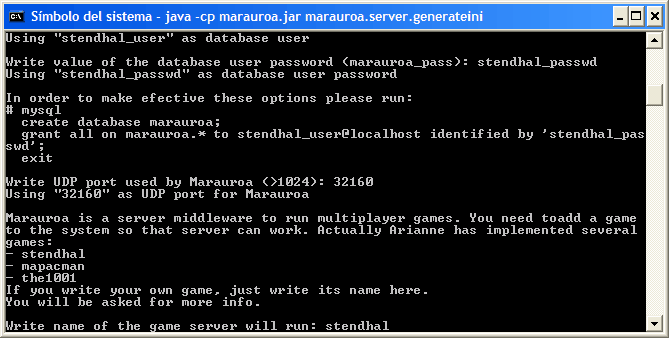 Símbolo del sistema - java -cp marauroa.jar marauroa.server.generateini
Using "stendhal_user" as database user
Write value of the database user password (marauroa_pass): stendhal_passwd
Using "stendhal_passwd" as database user password
In order to make efective these options please run:
# mysql
  create database marauroa;
  grant all on marauroa.* to stendhal_user@localhost identified by 'stendhal_pas
swd';
  exit
Write UDP port used by Marauroa (>1024): 32160
Using "32160" as UDP port for Marauroa
Marauroa is a server middleware to run multiplayer games. You need toadd a game
to the system so that server can work. Actually Arianne has implemented several
games:
- stendhal
- mapacman
- the1001
If you write your own game, just write its name here.
You will be asked for more info.
Write name of the game server will run: stendhal